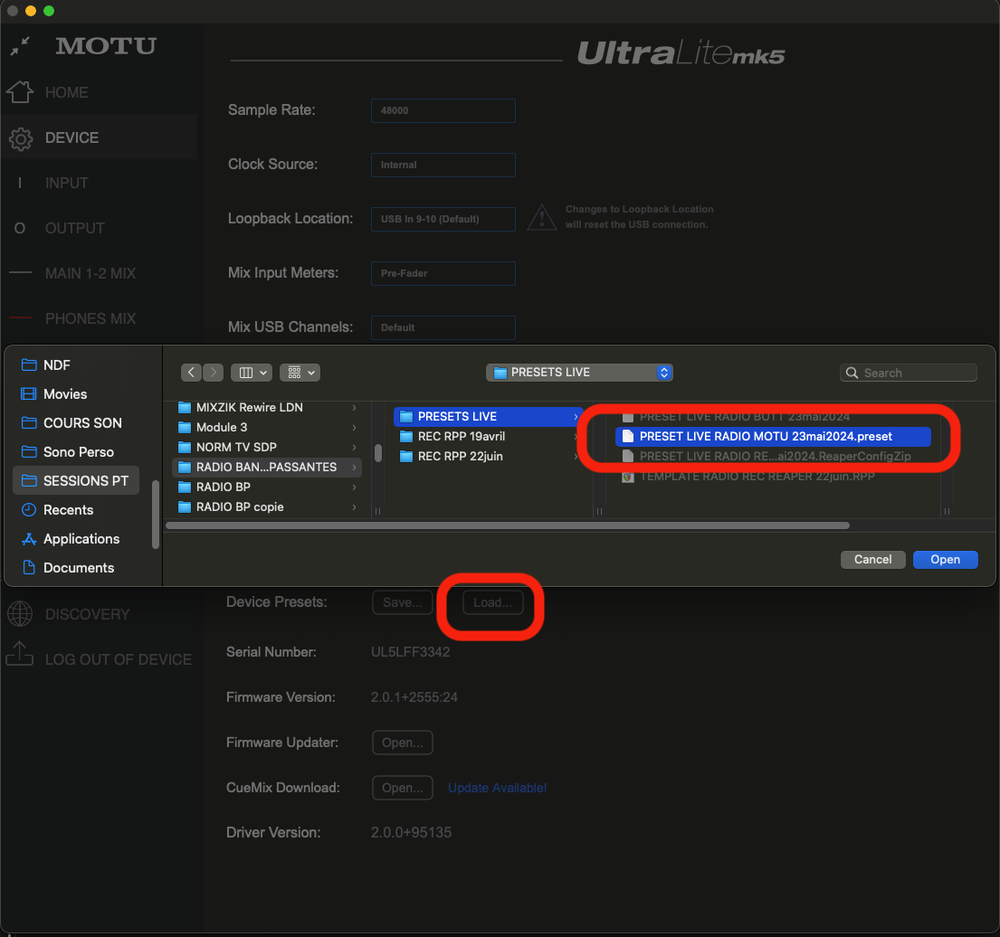 MOTU
UltraLite mk5
HOME
DEVICE
INPUT
OUTPUT
MAIN 1-2 MIX
PHONES MIX
Sample Rate:
48000
Clock Source:
Internal
Loopback Location:
USB In 9-10 (Default)
Changes to Loopback Location
will reset the USB connection.
Mix Input Meters:
Pre-Fader
Mix USB Channels:
Default
NDF
Movies
COURS SON
Sono Perso
SESSIONS PT
Recents
Applications
Documents
PRESETS LIVE
Search
MIXZIK Rewire LDN
Module 3
NORM TV SDP
RADIO BAN...PASSANTES
RADIO BP
RADIO BP copie
PRESETS LIVE
REC RPP 19avril
REC RPP 22juin
PRESET LIVE RADIO BUTT 23mai2024
PRESET LIVE RADIO MOTU 23mai2024.preset
PRESET LIVE RADIO RE...ai2024.ReaperConfigZip
TEMPLATE RADIO REC REAPER 22juin.RPP
Cancel
Open
DISCOVERY
LOG OUT OF DEVICE
Device Presets:
Save...
Load...
Serial Number:
UL5LFF3342
Firmware Version:
2.0.1+2555:24
Firmware Updater:
Open...
CueMix Download:
Open...
Update Available!
Driver Version:
2.0.0+95135